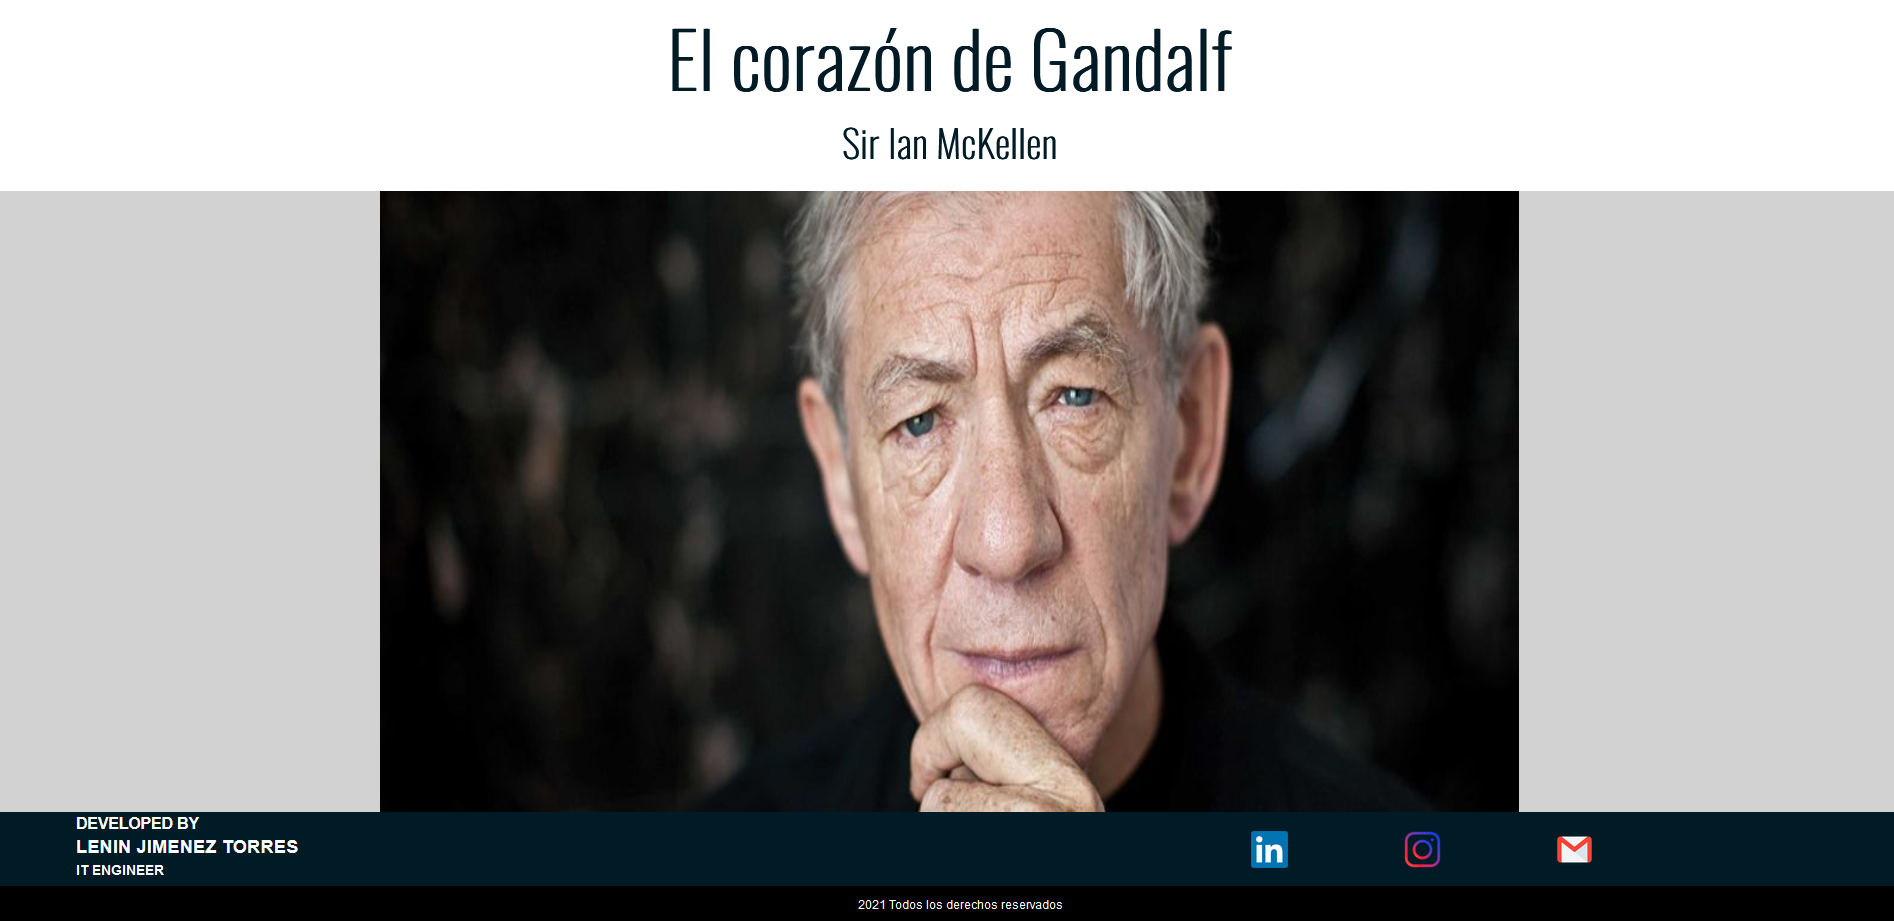 El corazón de Gandalf
Sir Ian McKellen
DEVELOPED BY
LENIN JIMENEZ TORRES
IT ENGINEER
in
2021 Todos los derechos reservados